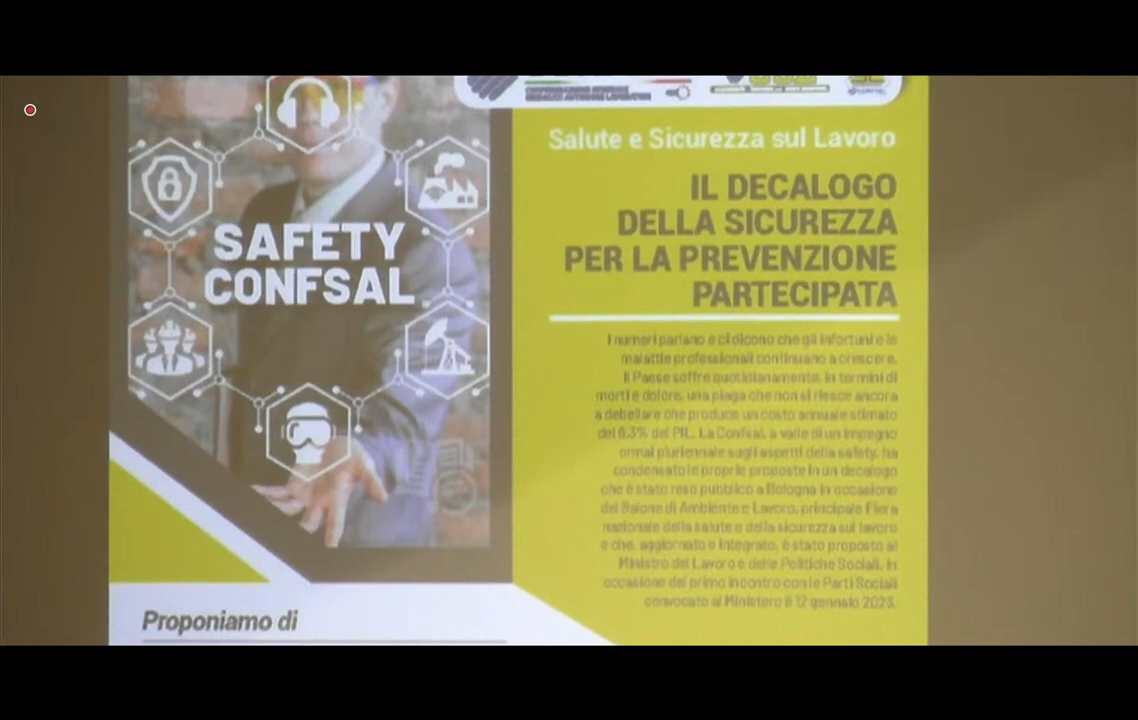 CONFEDERAZIONE GENERALE
SINDACATI AUTONOMI LAVORATORI
Salute e Sicurezza sul Lavoro
IL DECALOGO
DELLA SICUREZZA
PER LA PREVENZIONE
PARTECIPATA
SAFETY
CONFSAL
I numeri parlano e ci dicono che gli infortuni e le
malattie professionali continuano a crescere.
Il Paese soffre quotidianamente, in termini di
morti e dolore, una piaga che non si riesce ancora
a debellare che produce un costo annuale stimato
del 6,3% del PIL. La Confsal, a valle di un impegno
ormai pluriennale sugli aspetti della safety, ha
condensato le proprie proposte in un decalogo
che è stato reso pubblico a Bologna in occasione
del Salone di Ambiente e Lavoro, principale Fiera
nazionale della salute e della sicurezza sul lavoro
e che, aggiornato e integrato, è stato proposto al
Ministro del Lavoro e delle Politiche Sociali, in
occasione del primo incontro con le Parti Sociali
convocato al Ministero il 12 gennaio 2023.
Proponiamo di